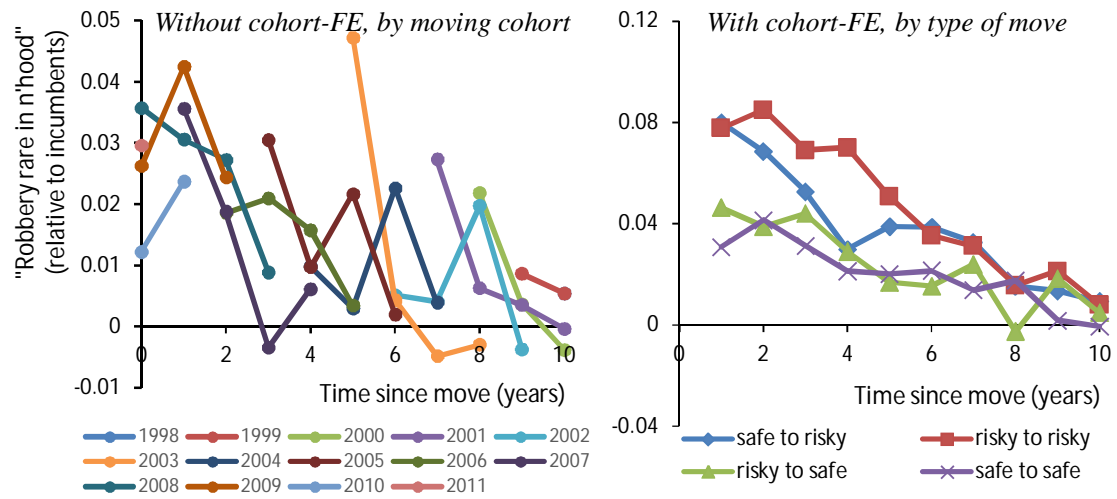 Without cohort-FE, by moving cohort
"Robbery rare in n'hood"
(relative to incumbents)
0.05
0.04
0.03
0.02
0.01
0
-0.01
0 2 4 6 8 10
Time since move (years)
1998 1999 2000 2001 2002
2003 2004 2005 2006 2007
2008 2009 2010 2011
With cohort-FE, by type of move
0.12
0.08
0.04
0
-0.04
0 2 4 6 8 10
Time since move (years)
safe to risky risky to risky
risky to safe safe to safe